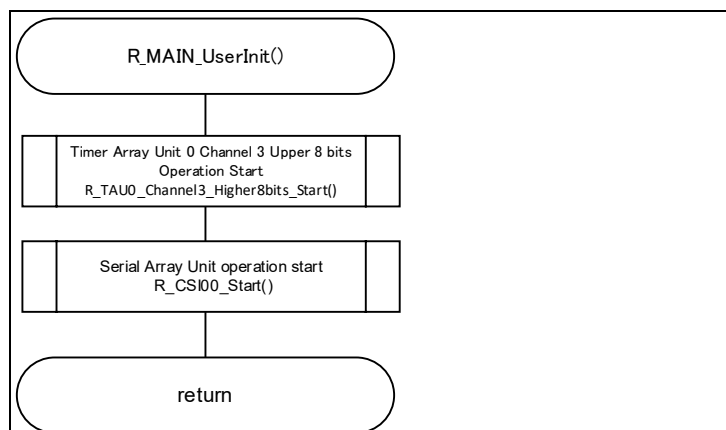 R_MAIN_UserInit()
Timer Array Unit 0 Channel 3 Upper 8 bits
Operation Start
R_TAU0_Channel3_Higher8bits_Start()
Serial Array Unit operation start
R_CSI00_Start()
return